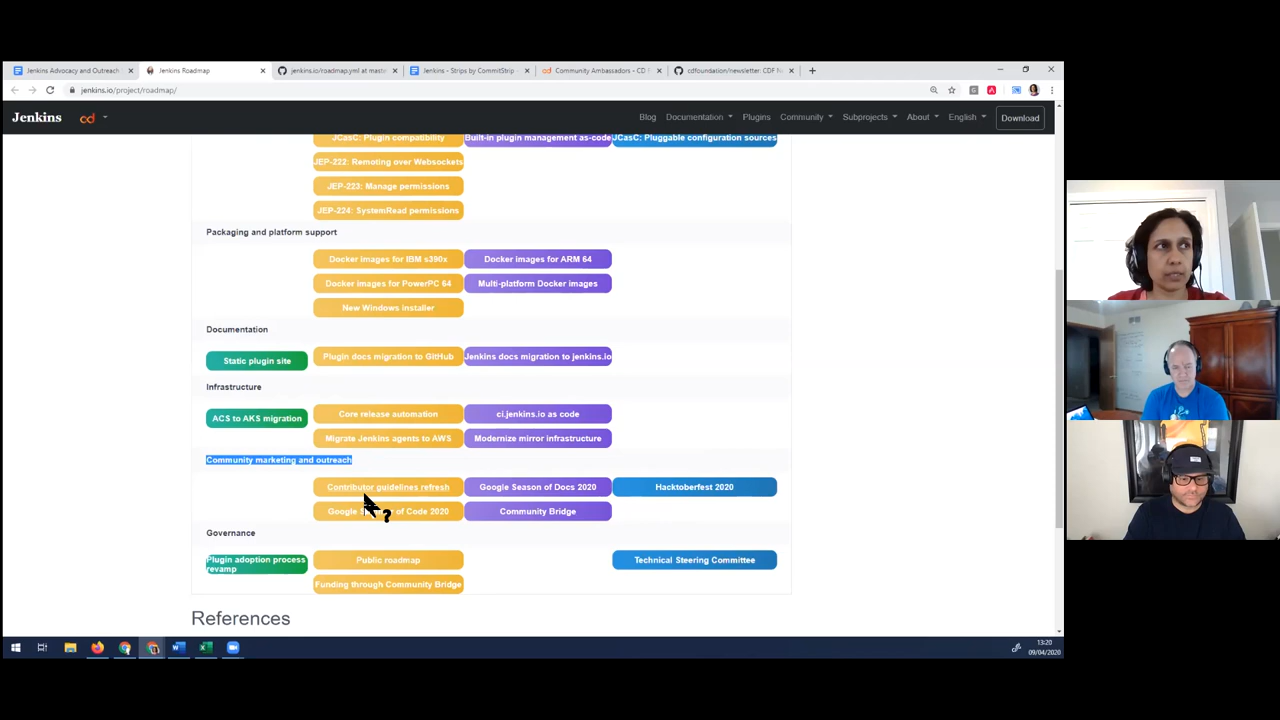 Jenkins Advocacy and Outreach
Jenkins Roadmap
jenkins.io/roadmap.yml at mast
Jenkins - Strips by CommitStrip -
Community Ambassadors - CD
cdfoundation/newsletter: CDF N
jenkins.io/project/roadmap/
Jenkins
cd
Blog Documentation Plugins Community Subprojects About English Download
JCasC: Plugin compatibility Built-in plugin management as-code JCasC: Pluggable configuration sources
JEP-222: Remoting over Websockets
JEP-223: Manage permissions
JEP-224: SystemRead permissions
Packaging and platform support
Docker images for IBM s390x Docker images for ARM 64
Docker images for PowerPC 64 Multi-platform Docker images
New Windows installer
Documentation
Static plugin site Plugin docs migration to GitHub Jenkins docs migration to jenkins.io
Infrastructure
ACS to AKS migration Core release automation ci.jenkins.io as code
Migrate Jenkins agents to AWS Modernize mirror infrastructure
Community marketing and outreach
Contributor guidelines refresh Google Season of Docs 2020 Hacktoberfest 2020
Google of Code 2020 Community Bridge
Governance
Plugin adoption process revamp Public roadmap Technical Steering Committee
Funding through Community Bridge
References
13:20
09/04/2020